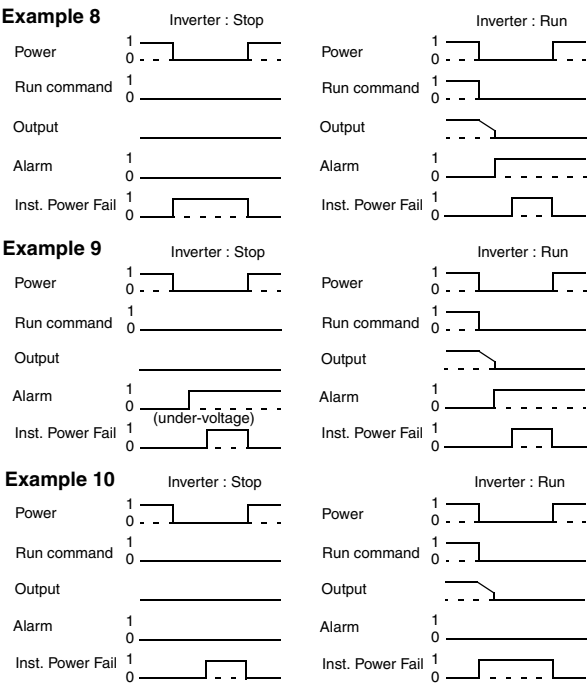 Example 8
Inverter : Stop
Inverter : Run
Power 1 0
Power 1 0
Run command 1 0
Run command 1 0
Output
Output
Alarm 1 0
Alarm 1 0
Inst. Power Fail 1 0
Inst. Power Fail 1 0
Example 9
Inverter : Stop
Inverter : Run
Power 1 0
Power 1 0
Run command 1 0
Run command 1 0
Output
Output
Alarm 1 0
Alarm 1 0
(under-voltage)
Inst. Power Fail 1 0
Inst. Power Fail 1 0
Example 10
Inverter : Stop
Inverter : Run
Power 1 0
Power 1 0
Run command 1 0
Run command 1 0
Output
Output
Alarm 1 0
Alarm 1 0
Inst. Power Fail 1 0
Inst. Power Fail 1 0